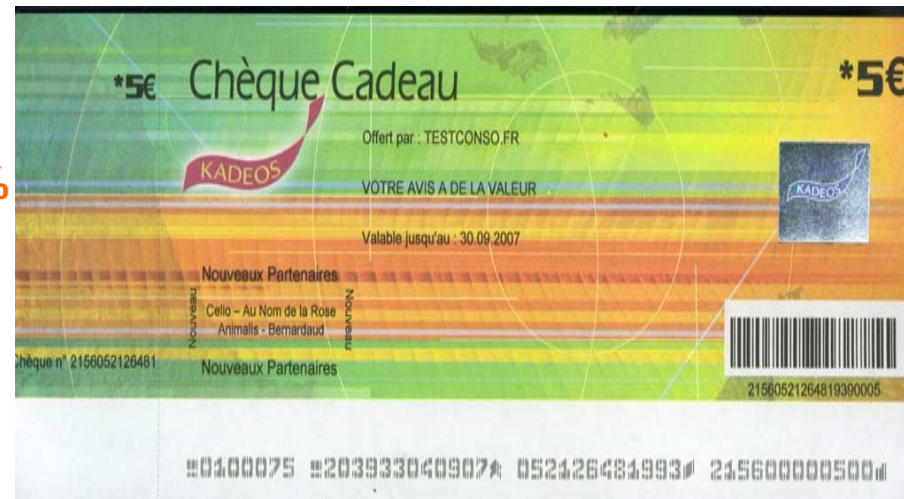 *5€ Chèque Cadeau *5€
Offert par : TESTCONSO.FR
KADEOS
VOTRE AVIS A DE LA VALEUR
KADEOS
Valable jusqu'au : 30.09.2007
Nouveaux Partenaires
Nouveau
Celio – Au Nom de la Rose
Animalis - Bernardaud
Nouveau
Chèque n° 2156052126481
Nouveaux Partenaires
21560521264819390005
0100075 203933040907 052126481993 215600000500